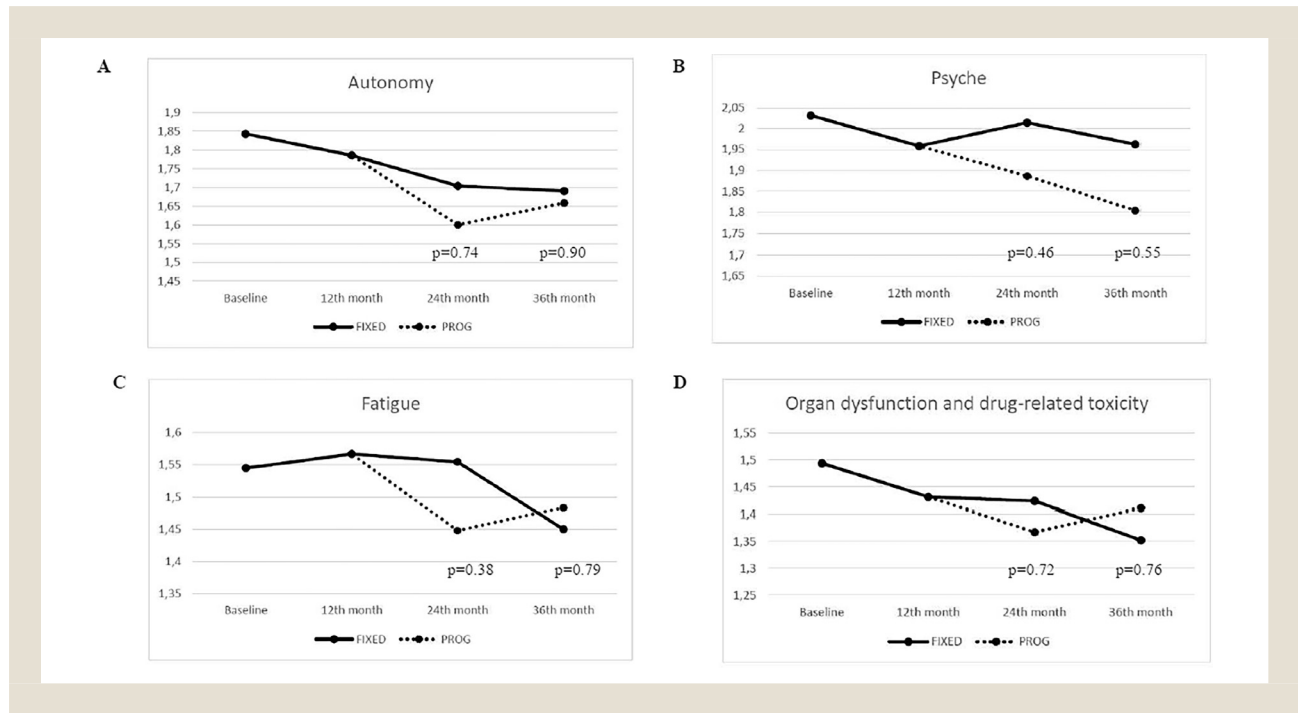 A
Autonomy
1,9
1,85
1,8
1,75
1,7
1,65
1,6
1,55
1,5
1,45
p=0.74 p=0.90
Baseline 12th month 24th month 36th month
FIXED PROG
B
Psyche
2,05
2
1,95
1,9
1,85
1,8
1,75
1,7
1,65
p=0.46 p=0.55
Baseline 12th month 24th month 36th month
FIXED PROG
C
Fatigue
1,6
1,55
1,5
1,45
1,4
1,35
p=0.38 p=0.79
Baseline 12th month 24th month 36th month
FIXED PROG
D
Organ dysfunction and drug-related toxicity
1,55
1,5
1,45
1,4
1,35
1,3
1,25
p=0.72 p=0.76
Baseline 12th month 24th month 36th month
FIXED PROG